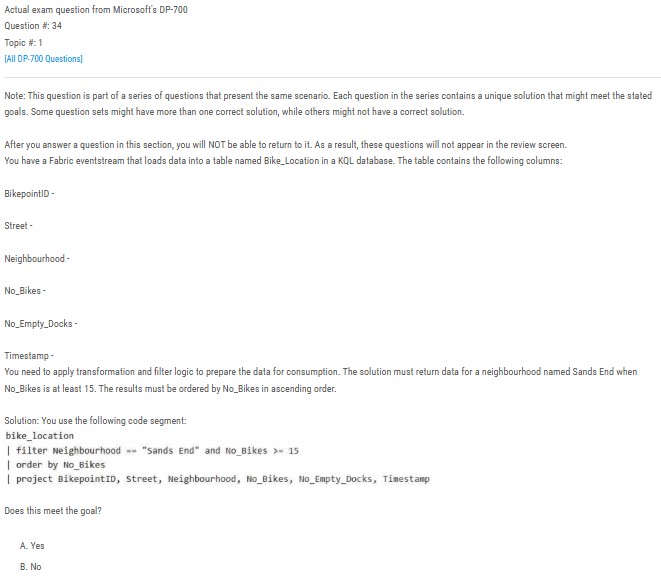 Actual exam question from Microsoft's DP-700
Question #: 34
Topic #: 1
[All DP-700 Questions]
Note: This question is part of a series of questions that present the same scenario. Each question in the series contains a unique solution that might meet the stated
goals. Some question sets might have more than one correct solution, while others might not have a correct solution.
After you answer a question in this section, you will NOT be able to return to it. As a result, these questions will not appear in the review screen.
You have a Fabric eventstream that loads data into a table named Bike_Location in a KQL database. The table contains the following columns:
BikepointID -
Street -
Neighbourhood -
No_Bikes -
No_Empty_Docks -
Timestamp -
You need to apply transformation and filter logic to prepare the data for consumption. The solution must return data for a neighbourhood named Sands End when
No_Bikes is at least 15. The results must be ordered by No_Bikes in ascending order.
Solution: You use the following code segment:
bike_location
| filter Neighbourhood == "Sands End" and No_Bikes >= 15
| order by No_Bikes
| project BikepointID, Street, Neighbourhood, No_Bikes, No_Empty_Docks, Timestamp
Does this meet the goal?
A. Yes
B. No